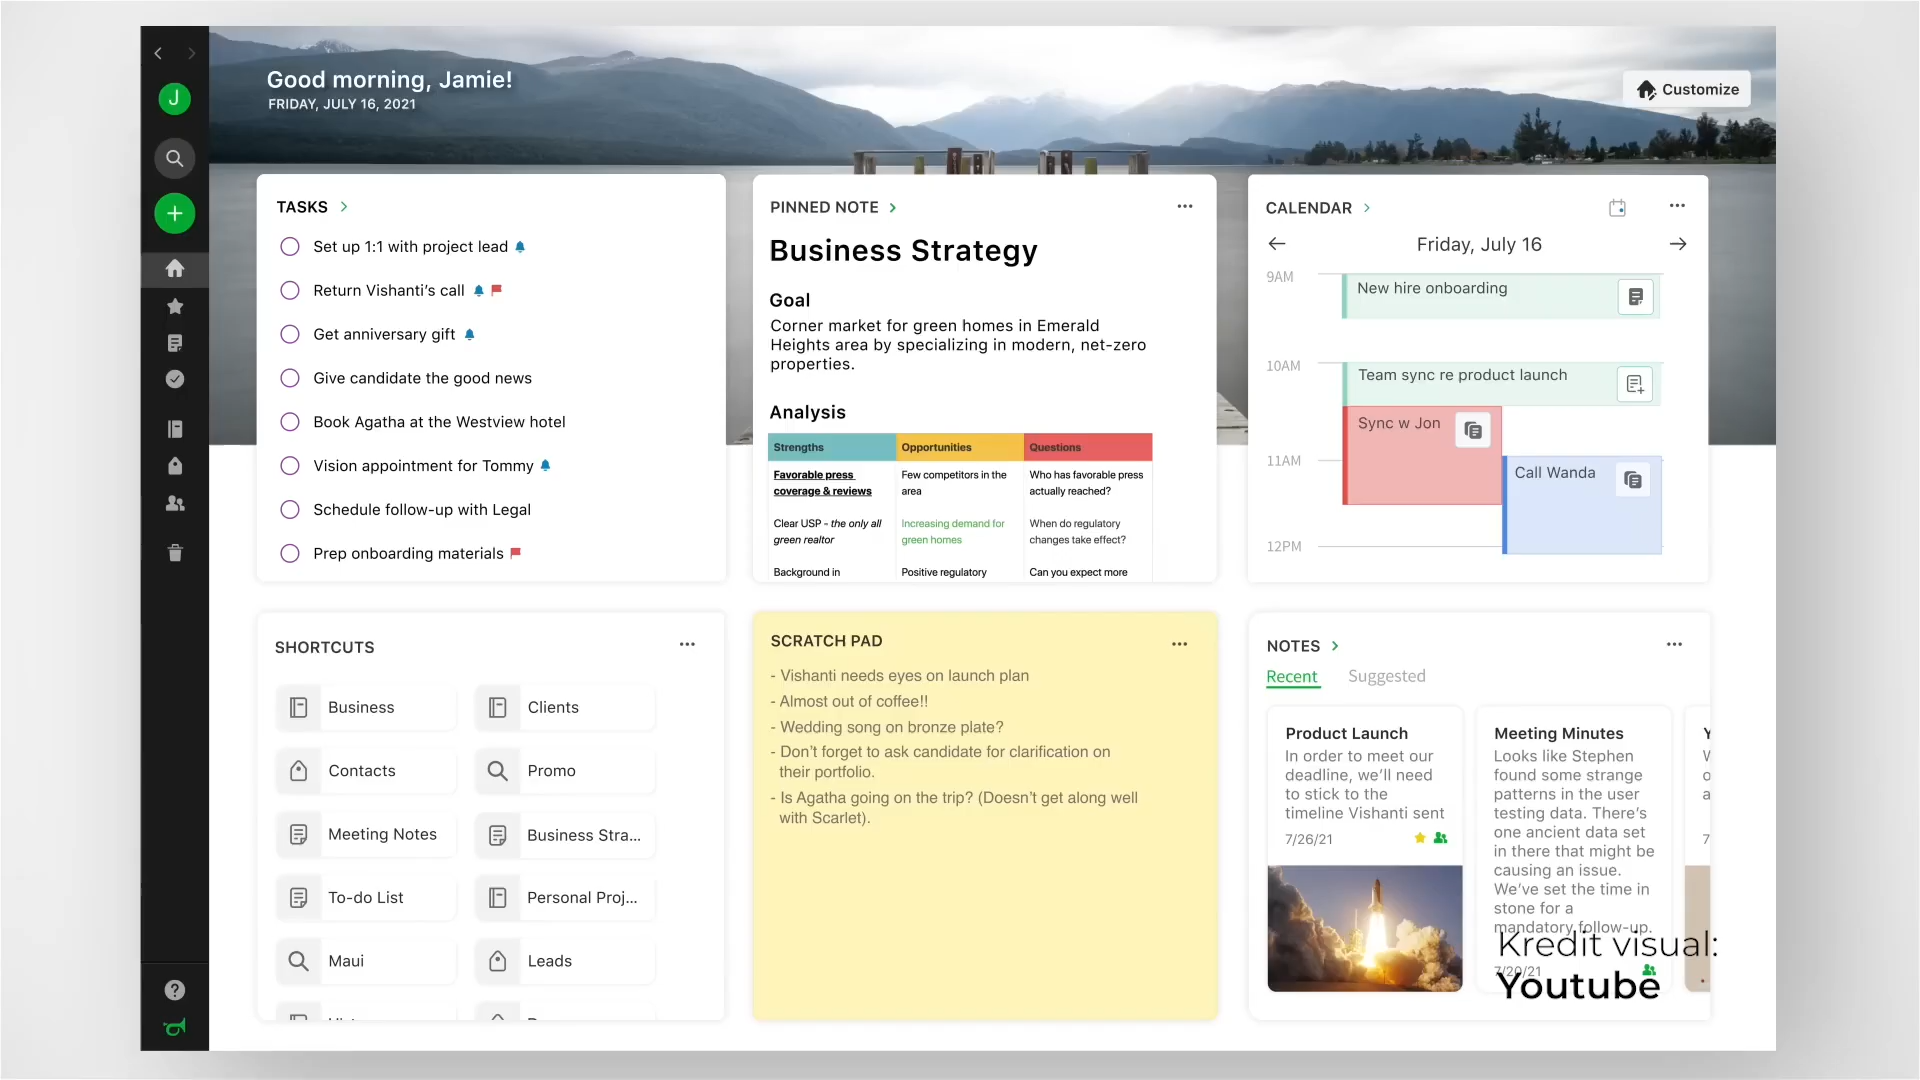 Good morning, Jamie!
FRIDAY, JULY 16, 2021
J
Customize
TASKS
Set up 1:1 with project lead
Return Vishanti’s call
Get anniversary gift
Give candidate the good news
Book Agatha at the Westview hotel
Vision appointment for Tommy
Schedule follow-up with Legal
Prep onboarding materials
PINNED NOTE
Business Strategy
Goal
Corner market for green homes in Emerald
Heights area by specializing in modern, net-zero
properties.
Analysis
Strengths
Opportunities
Questions
Favorable press
coverage & reviews
Few competitors in the
area
Who has favorable press
actually reached?
Clear USP - the only all
green realtor
Increasing demand for
green homes
When do regulatory
changes take effect?
Background in
Positive regulatory
Can you expect more
CALENDAR
Friday, July 16
9AM
New hire onboarding
10AM
Team sync re product launch
Sync w Jon
11AM
Call Wanda
12PM
SHORTCUTS
Business
Clients
Contacts
Promo
Meeting Notes
Business Stra...
To-do List
Personal Proj...
Maui
Leads
SCRATCH PAD
- Vishanti needs eyes on launch plan
- Almost out of coffee!!
- Wedding song on bronze plate?
- Don’t forget to ask candidate for clarification on
their portfolio.
- Is Agatha going on the trip? (Doesn’t get along well
with Scarlet).
NOTES
Recent
Suggested
Product Launch
In order to meet our
deadline, we’ll need
to stick to the
timeline Vishanti sent
7/26/21
Meeting Minutes
Looks like Stephen
found some strange
patterns in the user
testing data. There’s
one ancient data set
in there that might be
causing an issue.
We’ve set the time in
stone for a
mandatory follow-up.
7/20/21
Kredit visual:
Youtube